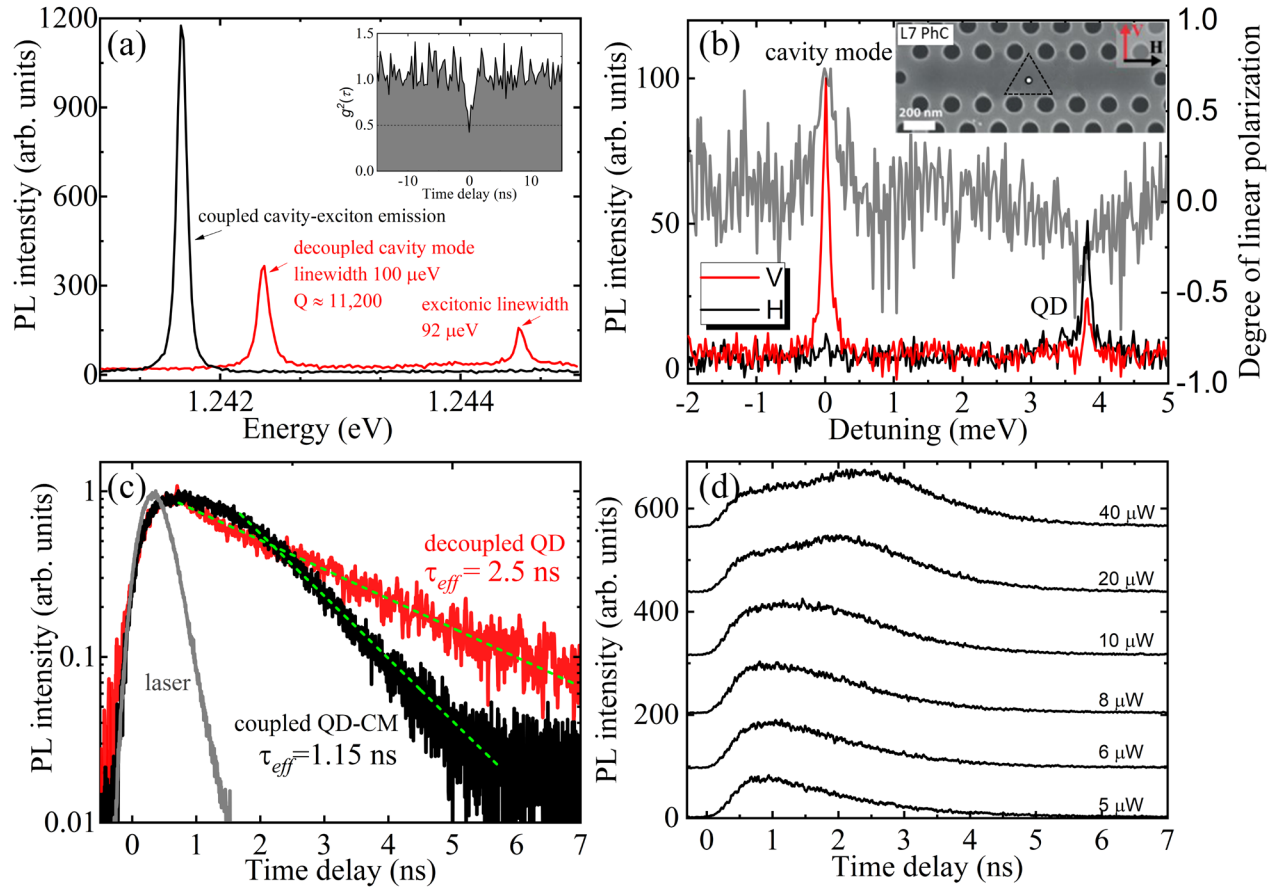 (a)
1200
900
600
300
0
PL intenstiy (arb. units)
1.242
1.244
Energy (eV)
coupled cavity-exciton emission
decoupled cavity mode
linewidth 100 μeV
Q ≈ 11,200
excitonic linewidth
92 μeV
1.5
1.0
0.5
0.0
g²(τ)
-10
0
10
Time delay (ns)
(b)
cavity mode
L7 PhC
V
H
200 nm
100
50
0
PL intensity (arb. units)
V
H
QD
1.0
0.5
0.0
-0.5
-1.0
Degree of linear polarization
-2
-1
0
1
2
3
4
5
Detuning (meV)
(c)
1
0.1
0.01
PL intensity (arb. units)
laser
decoupled QD
τeff= 2.5 ns
coupled QD-CM
τeff=1.15 ns
0
1
2
3
4
5
6
7
Time delay (ns)
(d)
600
400
200
0
PL intensity (arb. units)
40 μW
20 μW
10 μW
8 μW
6 μW
5 μW
0
1
2
3
4
5
6
7
Time delay (ns)